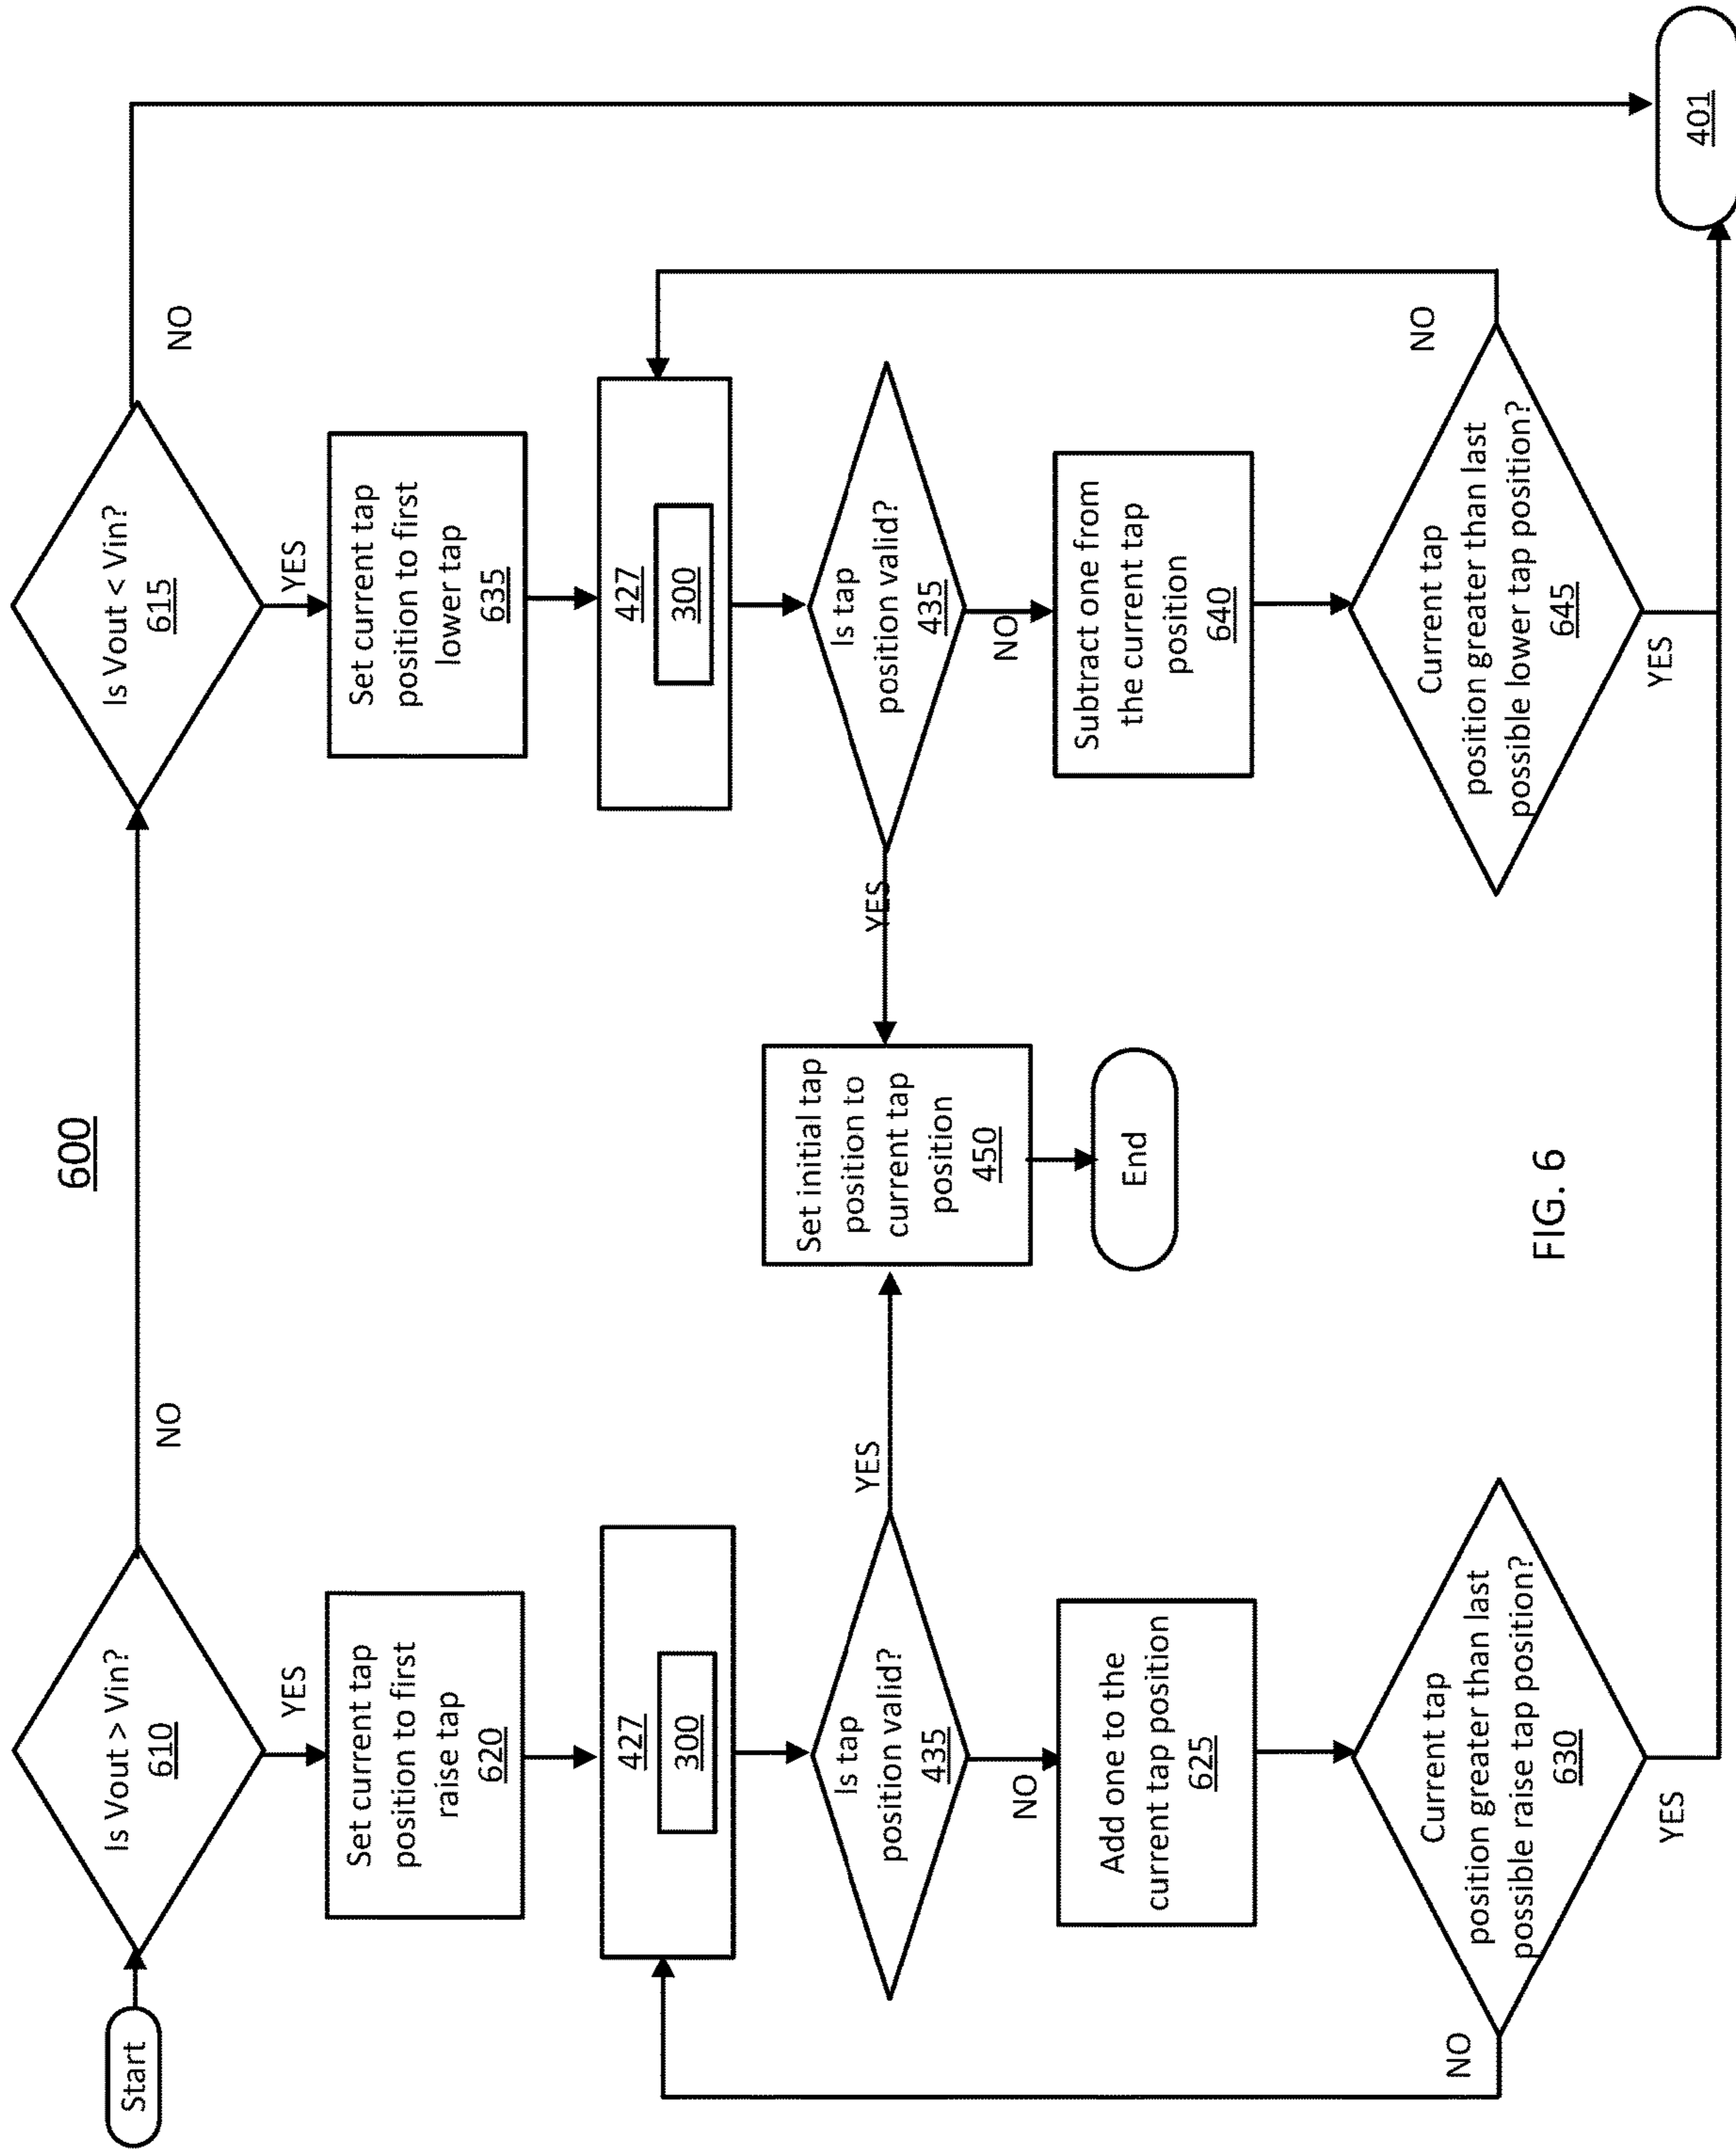 600
Start
Is Vout > Vin?
610
NO
YES
Set current tap
position to first
raise tap
620
427
300
Is tap
position valid?
435
YES
NO
Add one to the
current tap position
625
Current tap
position greater than last
possible raise tap position?
630
NO
YES
Is Vout < Vin?
615
NO
YES
Set current tap
position to first
lower tap
635
427
300
Is tap
position valid?
435
YES
NO
Subtract one from
the current tap
position
640
Current tap
position greater than last
possible lower tap position?
645
NO
YES
Set initial tap
position to
current tap
position
450
End
401
FIG. 6